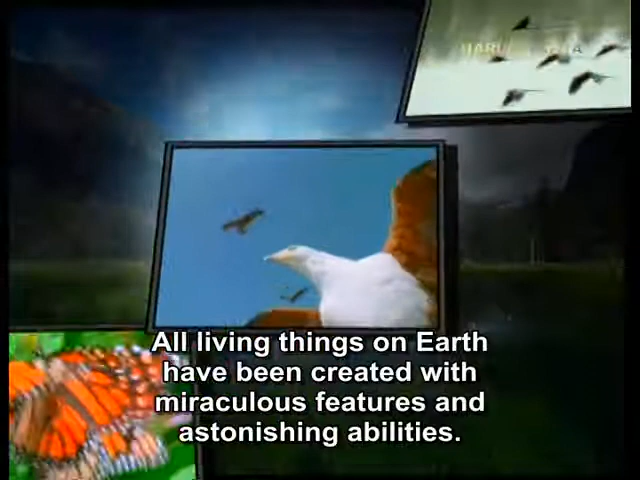 All living things on Earth
have been created with
miraculous features and
astonishing abilities.